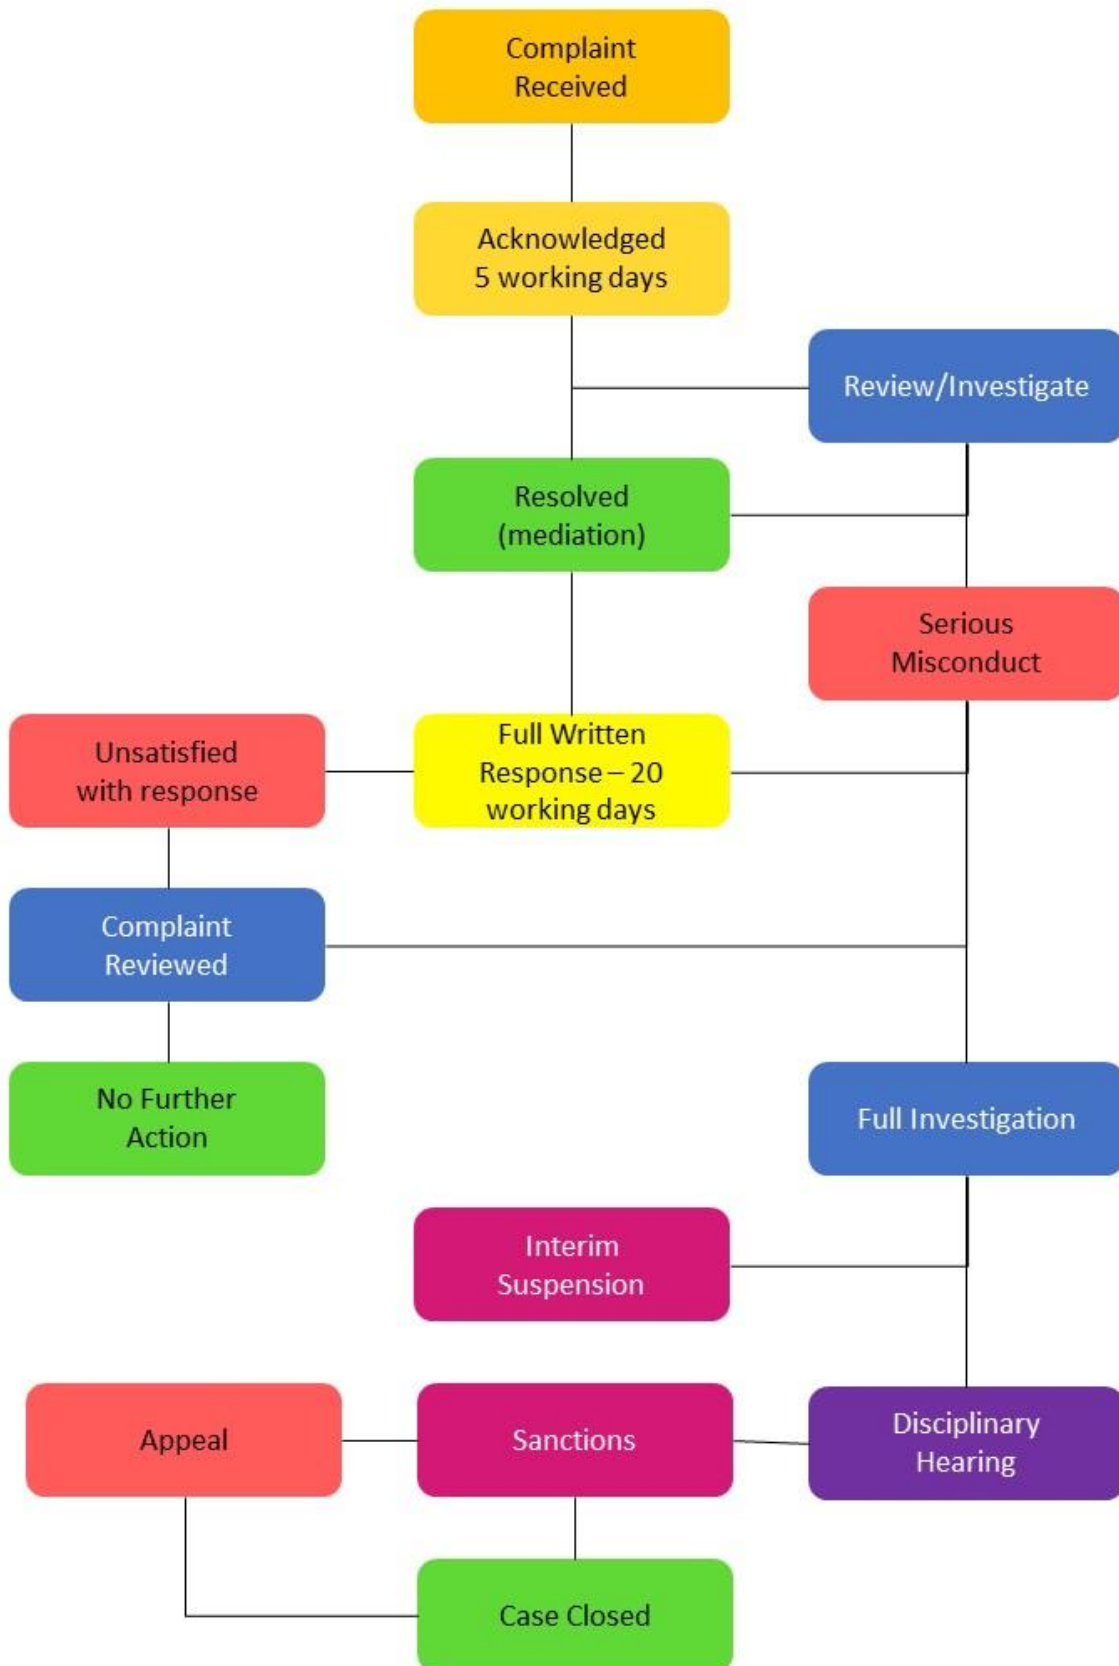 Complaint
Received
Acknowledged
5 working days
Review/Investigate
Resolved
(mediation)
Serious
Misconduct
Unsatisfied
with response
Full Written
Response – 20
working days
Complaint
Reviewed
No Further
Action
Full Investigation
Interim
Suspension
Appeal
Sanctions
Disciplinary
Hearing
Case Closed